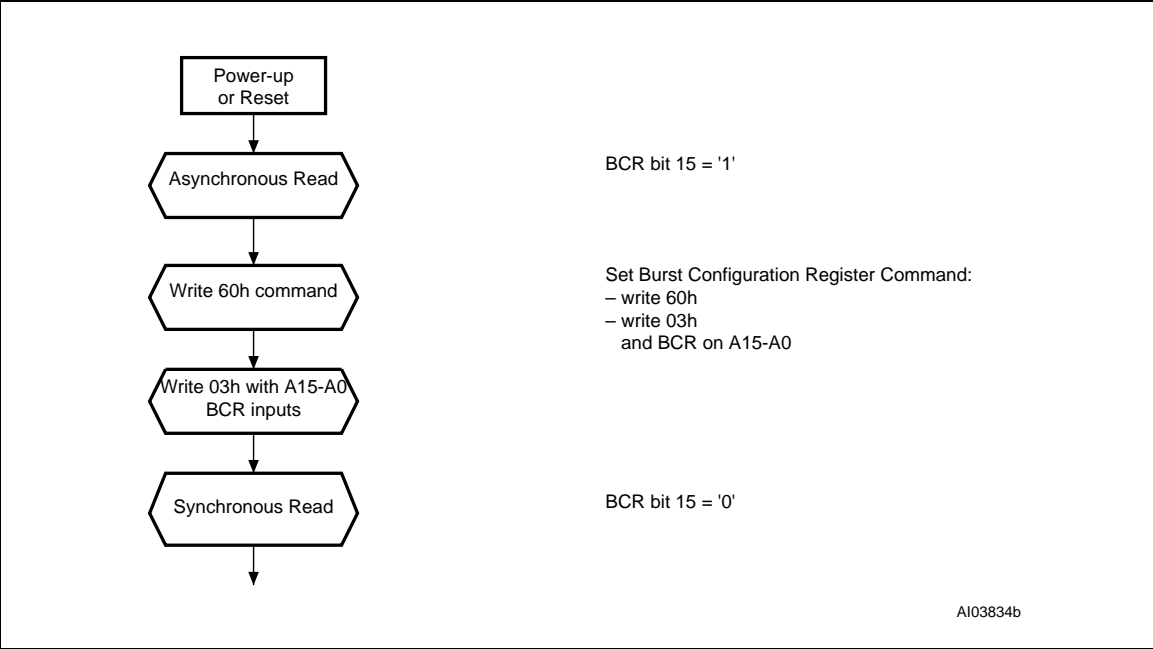 Power-up
or Reset
Asynchronous Read
BCR bit 15 = '1'
Write 60h command
Set Burst Configuration Register Command:
– write 60h
– write 03h
and BCR on A15-A0
Write 03h with A15-A0
BCR inputs
Synchronous Read
BCR bit 15 = '0'
AI03834b